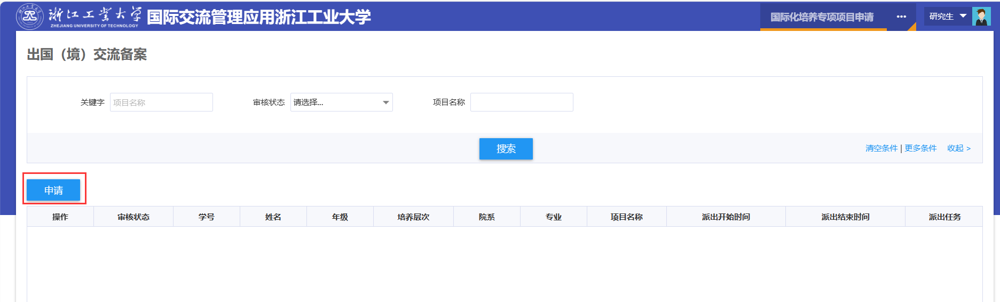 浙江工业大学 国际交流管理应用浙江工业大学 国际化培养专项项目申请 ••• 研究生
ZHEJIANG UNIVERSITY OF TECHNOLOGY
出国（境）交流备案
关键字 项目名称 审核状态 请选择... 项目名称
搜索 清空条件 | 更多条件 收起 >
申请
操作 审核状态 学号 姓名 年级 培养层次 院系 专业 项目名称 派出开始时间 派出结束时间 派出任务